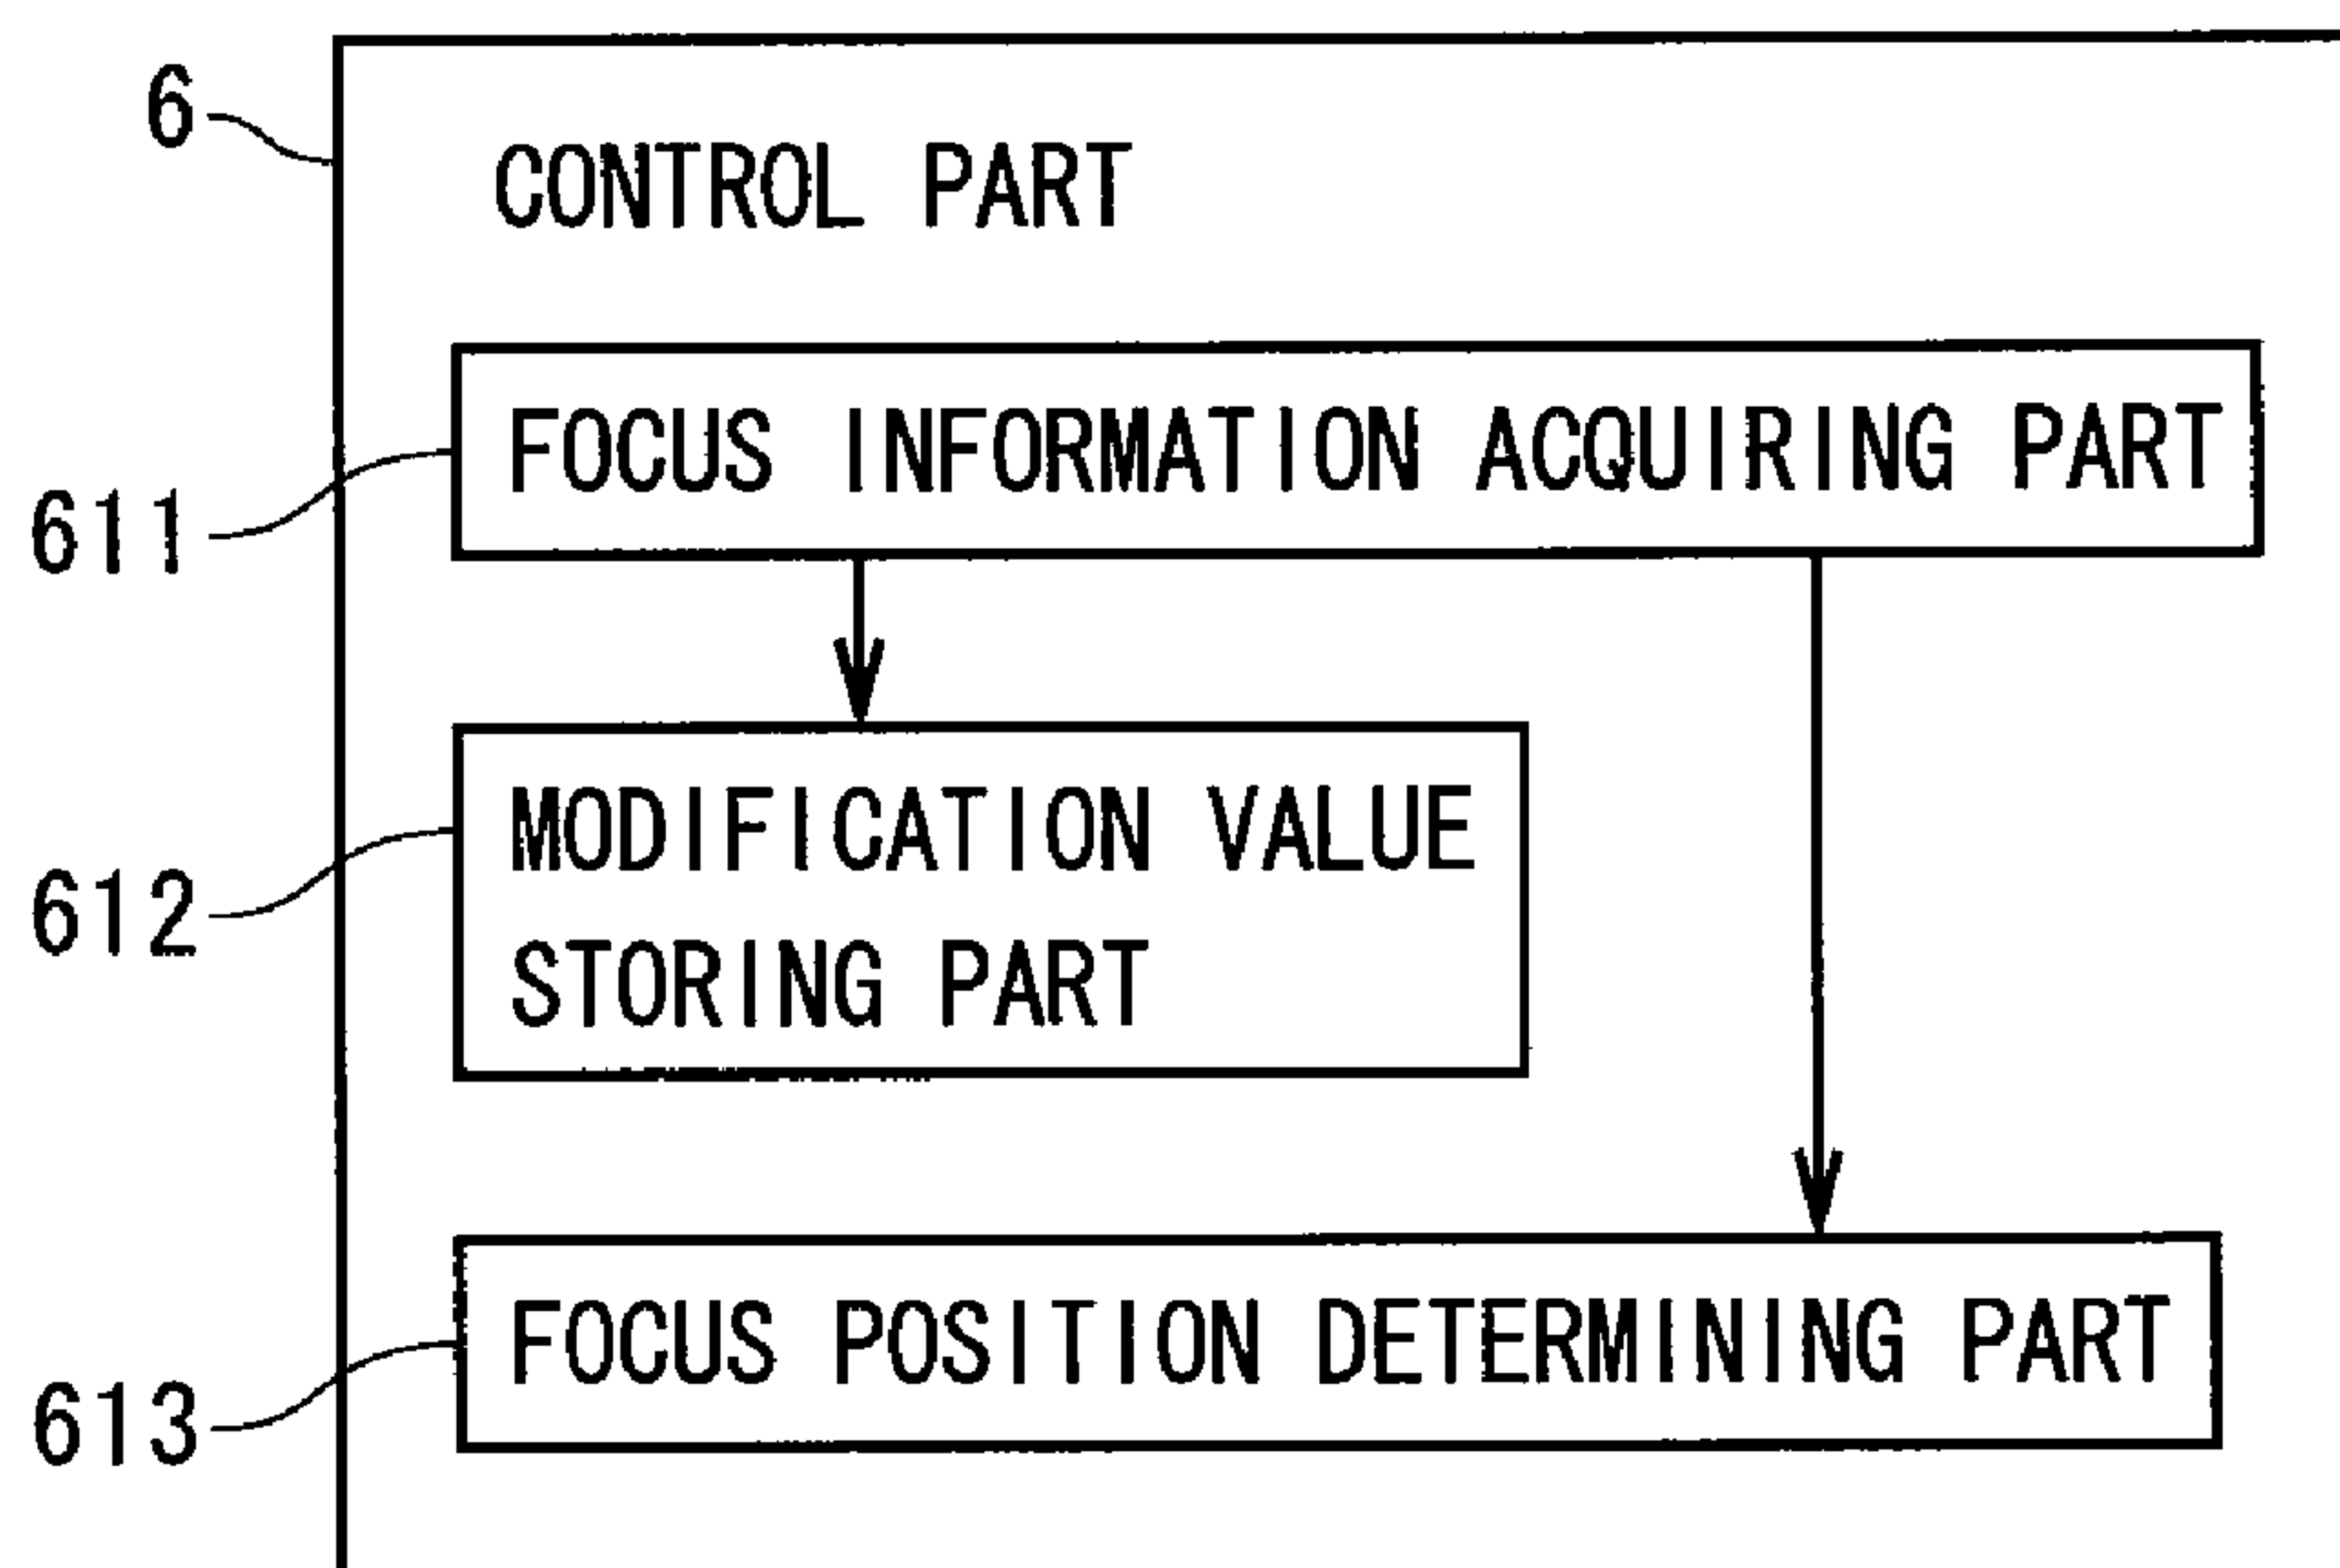 6
CONTROL PART
FOCUS INFORMATION ACQUIRING PART
611
MODIFICATION VALUE
612
STORING PART
FOCUS POSITION DETERMINING PART
613